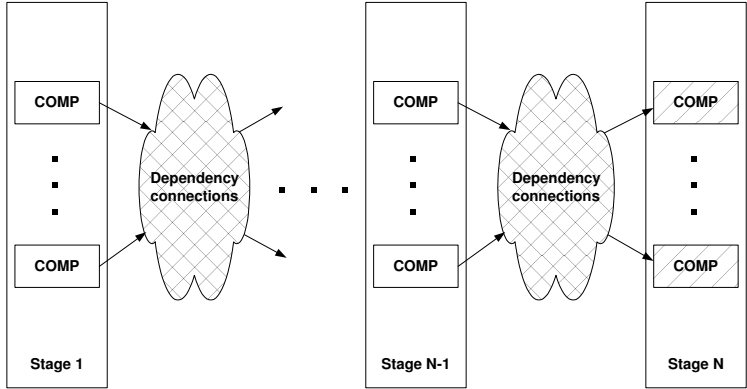 COMP
COMP
Stage 1
Dependency
connections
COMP
COMP
Stage N-1
Dependency
connections
COMP
COMP
Stage N